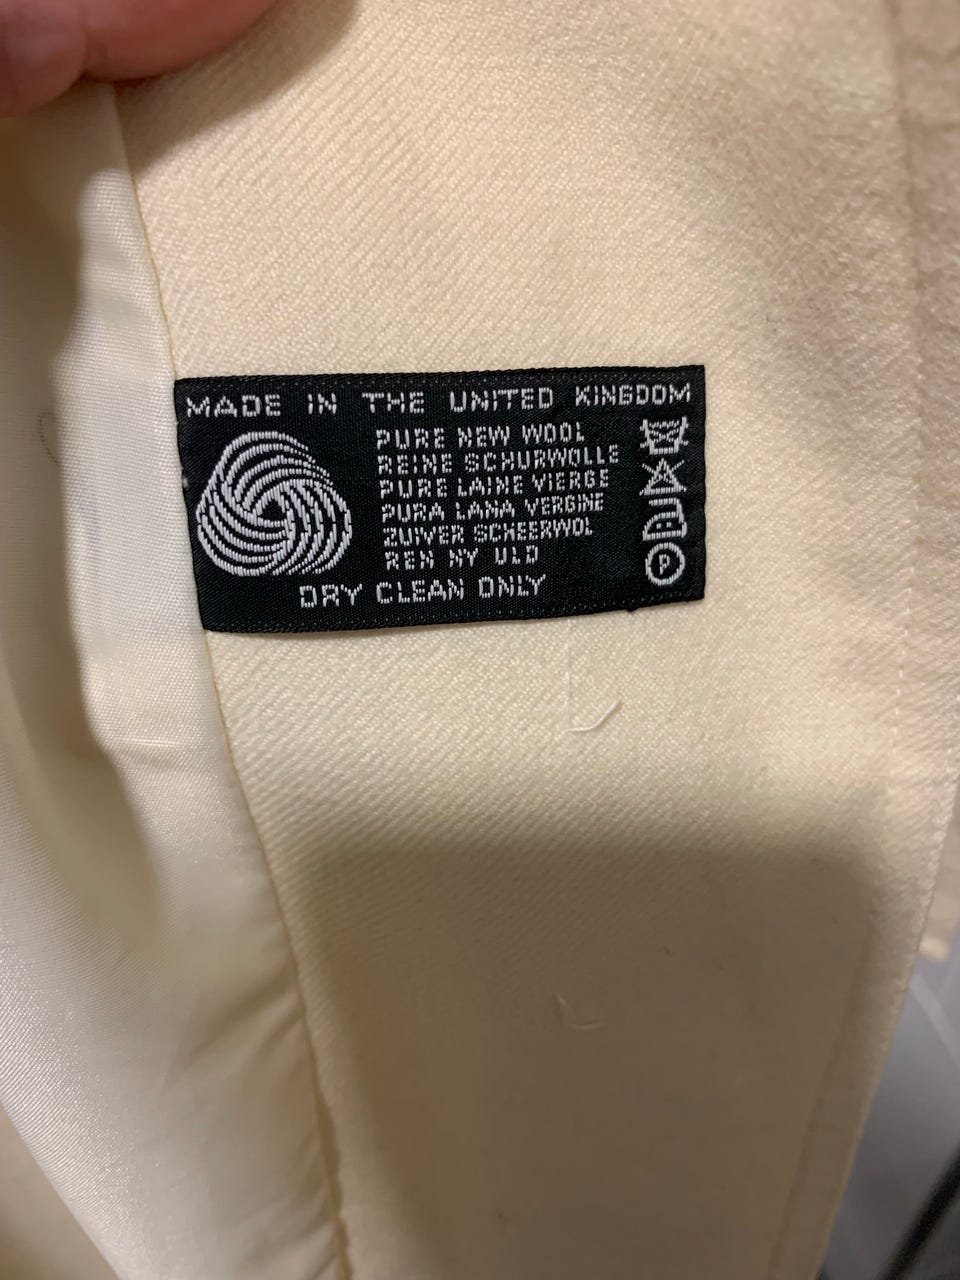 MADE IN THE UNITED KINGDOM
PURE NEW WOOL
REINE SCHURWOLLE
PURE LAINE VIERGE
PURA LANA VERGINE
ZUIVER SCHEERWOL
REN NY ULD
DRY CLEAN ONLY
P